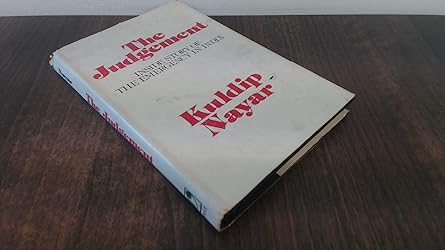 The
Judgement
INSIDE STORY OF
THE EMERGENCY IN INDIA
Kuldip
Nayar
The Judgement